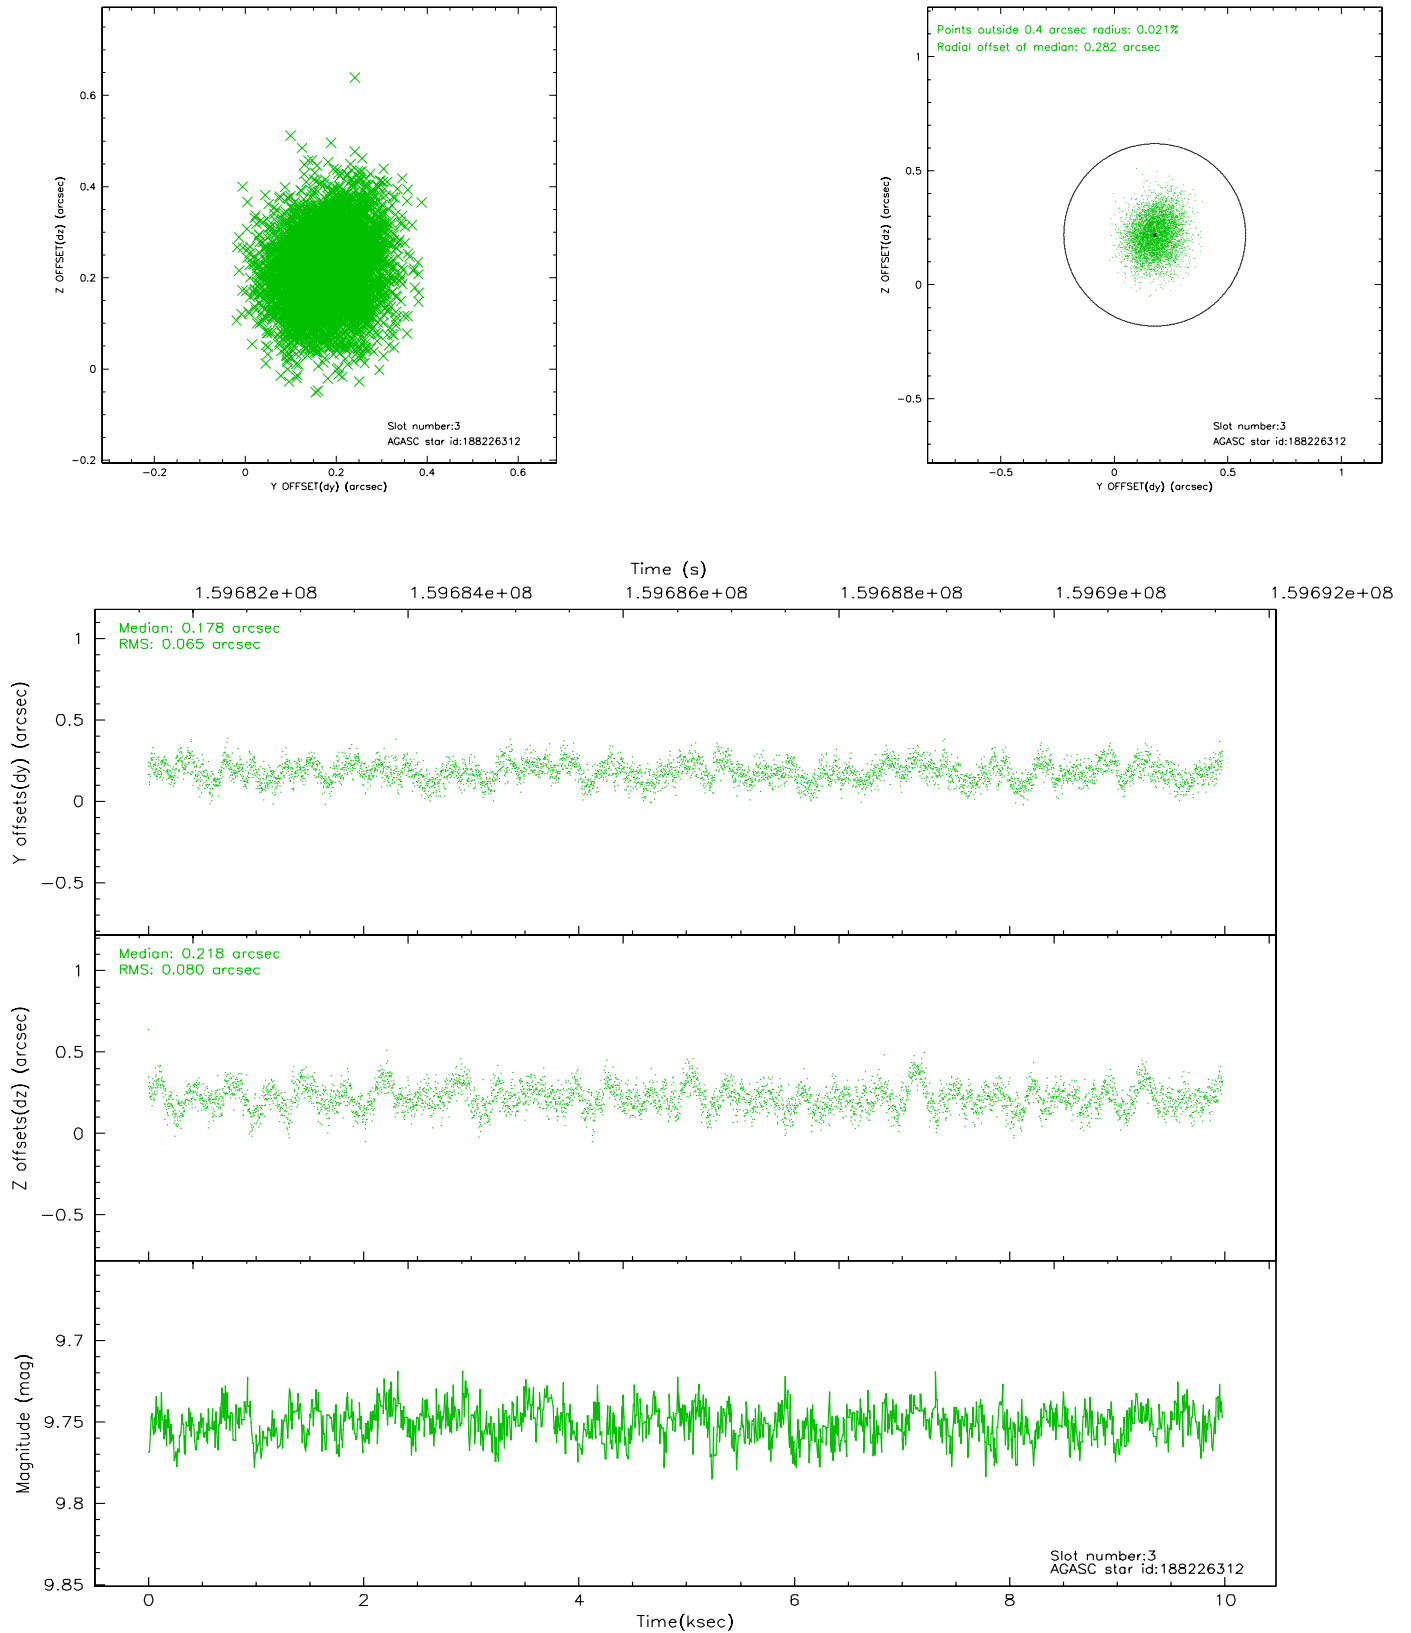 0.6
0.4
0.2
0
−0.2
Z OFFSET(dz) (arcsec)
−0.2 0 0.2 0.4 0.6
Y OFFSET(dy) (arcsec)
Slot number:3
AGASC star id:188226312
Points outside 0.4 arcsec radius: 0.021%
Radial offset of median: 0.282 arcsec
1
0.5
0
−0.5
Z OFFSET(dz) (arcsec)
−0.5 0 0.5 1
Y OFFSET(dy) (arcsec)
Slot number:3
AGASC star id:188226312
Time (s)
1.59682e+08 1.59684e+08 1.59686e+08 1.59688e+08 1.5969e+08 1.59692e+08
Median: 0.178 arcsec
RMS: 0.065 arcsec
1
0.5
0
−0.5
Y offsets(dy) (arcsec)
Median: 0.218 arcsec
RMS: 0.080 arcsec
1
0.5
0
−0.5
Z offsets(dz) (arcsec)
9.7
9.75
9.8
9.85
Magnitude (mag)
Slot number:3
AGASC star id:188226312
0 2 4 6 8 10
Time(ksec)